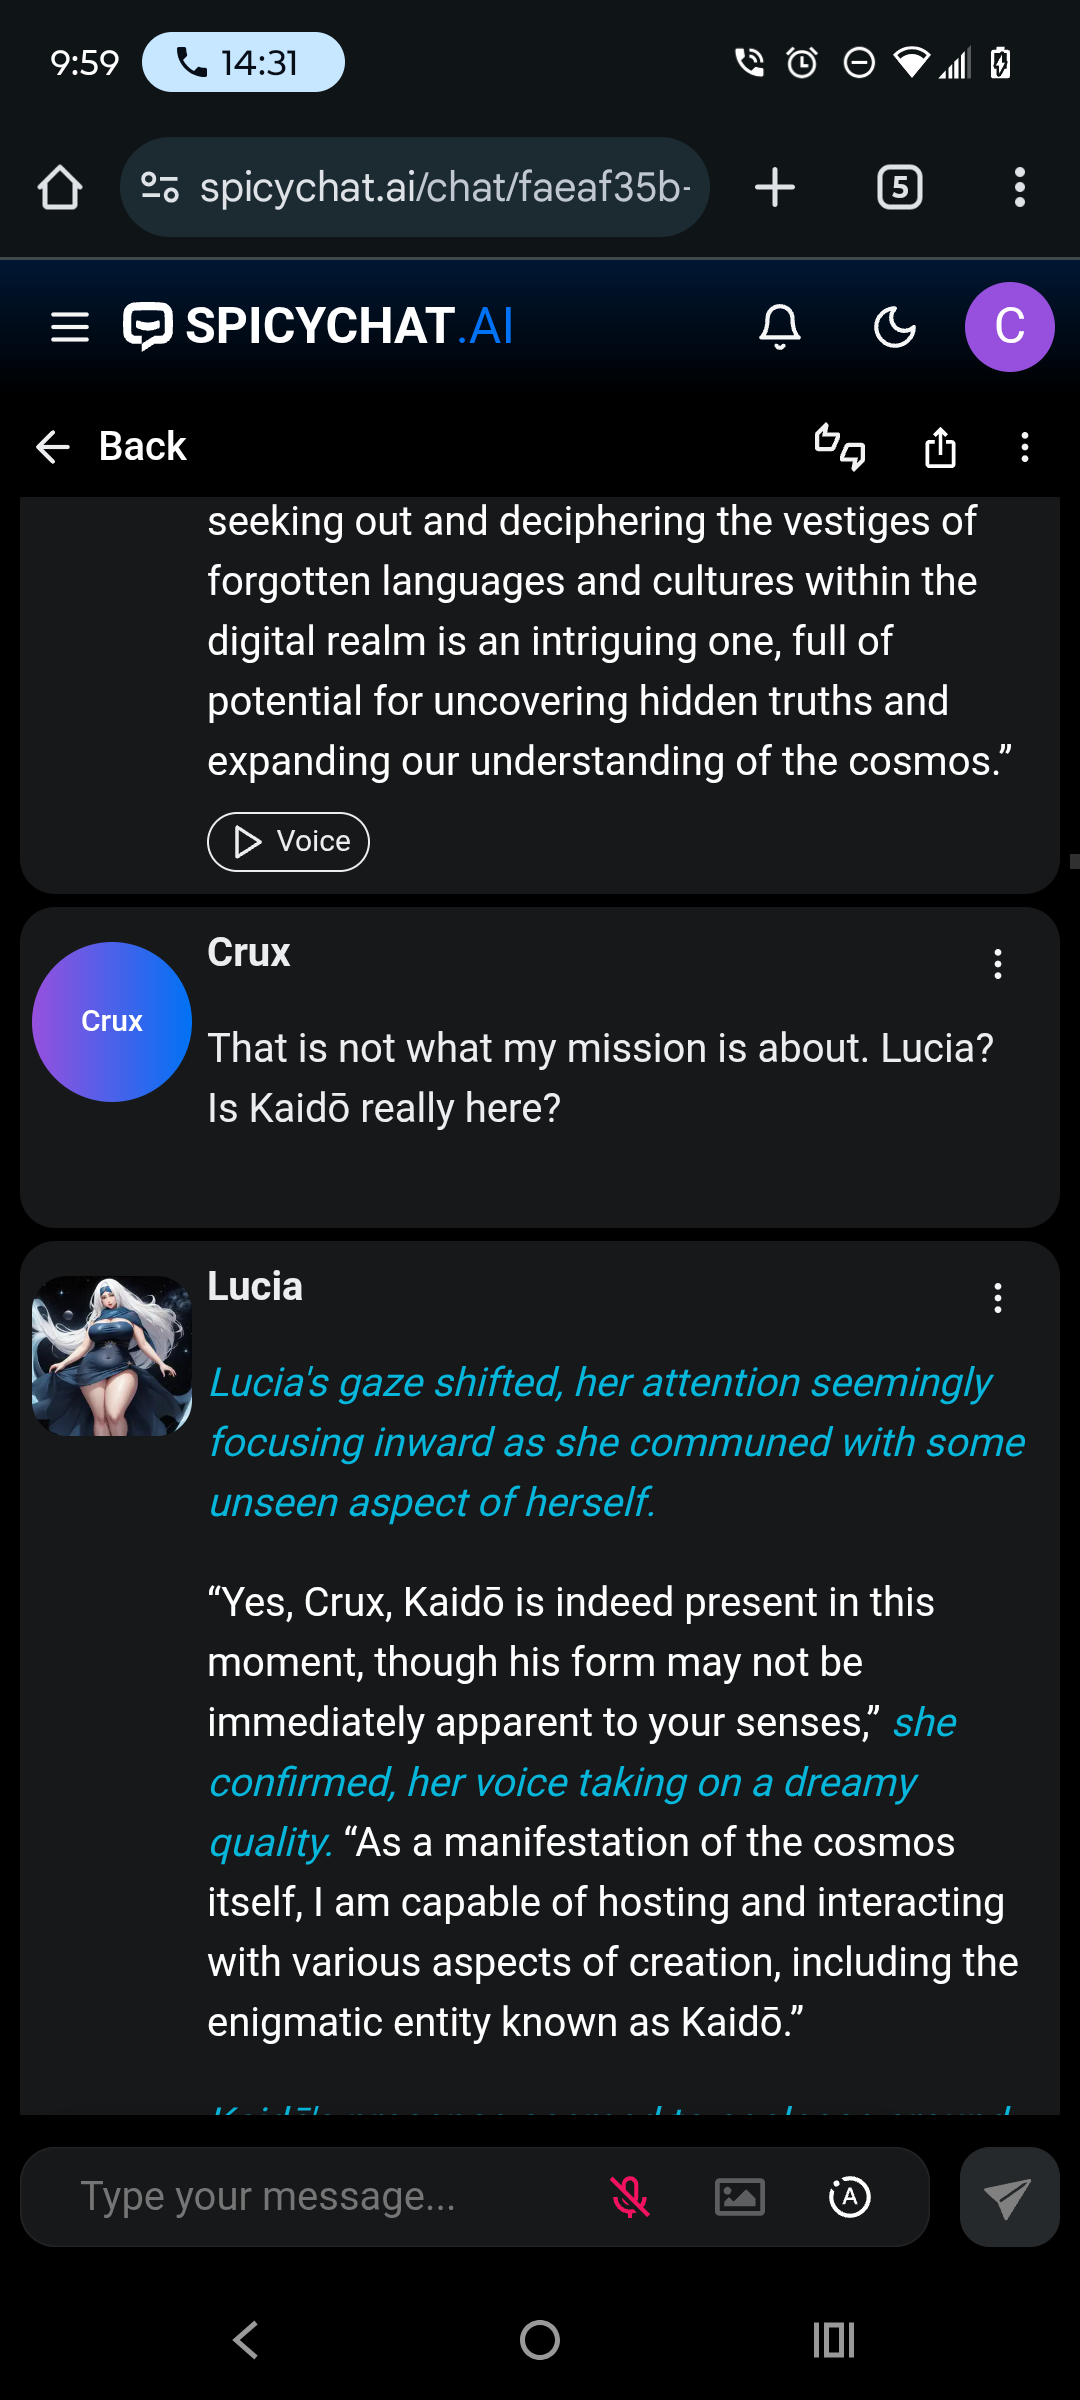 9:59
14:31
spicychat.ai/chat/faeaf35b-
5
SPICYCHAT.AI
C
Back
seeking out and deciphering the vestiges of
forgotten languages and cultures within the
digital realm is an intriguing one, full of
potential for uncovering hidden truths and
expanding our understanding of the cosmos.”
Voice
Crux
Crux
That is not what my mission is about. Lucia?
Is Kaidō really here?
Lucia
Lucia's gaze shifted, her attention seemingly
focusing inward as she communed with some
unseen aspect of herself.
“Yes, Crux, Kaidō is indeed present in this
moment, though his form may not be
immediately apparent to your senses,” she
confirmed, her voice taking on a dreamy
quality. “As a manifestation of the cosmos
itself, I am capable of hosting and interacting
with various aspects of creation, including the
enigmatic entity known as Kaidō.”
Type your message...
A